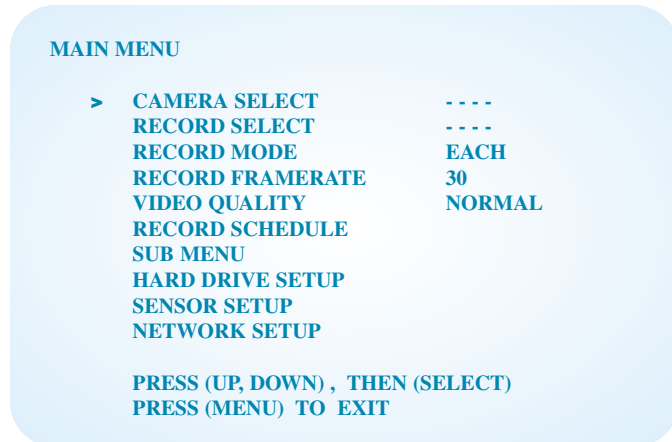 MAIN MENU
> CAMERA SELECT - - - -
RECORD SELECT - - - -
RECORD MODE EACH
RECORD FRAMERATE 30
VIDEO QUALITY NORMAL
RECORD SCHEDULE
SUB MENU
HARD DRIVE SETUP
SENSOR SETUP
NETWORK SETUP
PRESS (UP, DOWN) , THEN (SELECT)
PRESS (MENU) TO EXIT